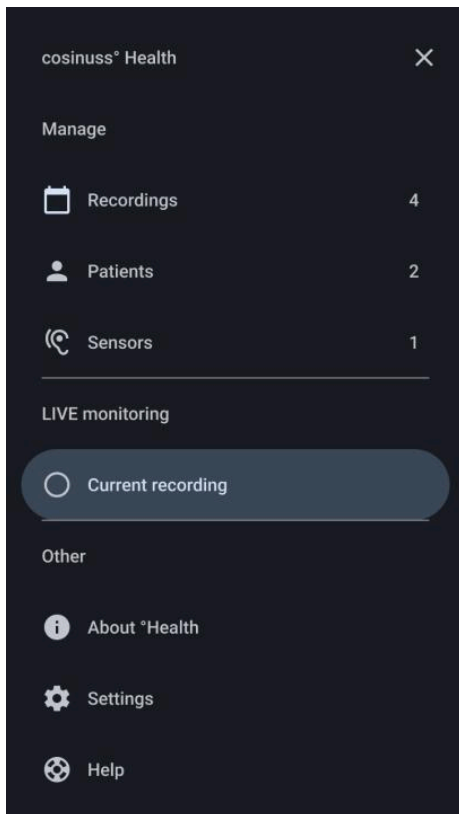 cosinuss° Health
Manage
Recordings 4
Patients 2
Sensors 1
LIVE monitoring
Current recording
Other
About °Health
Settings
Help